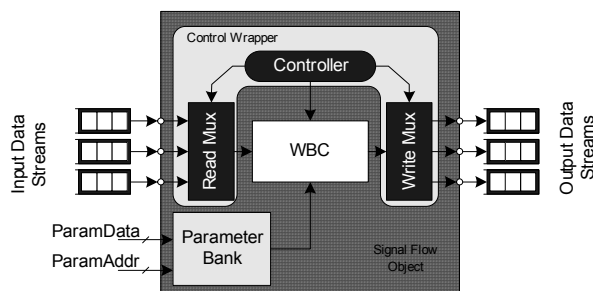 Control Wrapper
Controller
Input Data
Streams
Read Mux
WBC
Write Mux
Output Data
Streams
ParamData
ParamAddr
Parameter
Bank
Signal Flow
Object